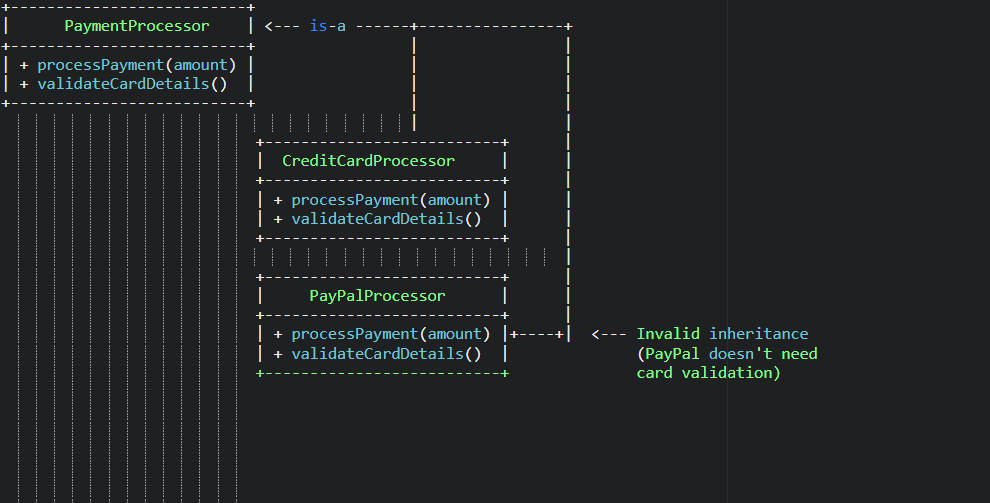 +--------------------------+
|      PaymentProcessor    | <--- is-a ------+----------------+
+--------------------------+                 |                |
| + processPayment(amount) |                 |                |
| + validateCardDetails()  |                 |                |
+--------------------------+                 |                |
                                             |                |
                            +--------------------------+      |
                            |  CreditCardProcessor     |      |
                            +--------------------------+      |
                            | + processPayment(amount) |      |
                            | + validateCardDetails()  |      |
                            +--------------------------+      |
                                                              |
                            +--------------------------+      |
                            |     PayPalProcessor      |      |
                            +--------------------------+      |
                            | + processPayment(amount) |+----+|  <--- Invalid inheritance
                            | + validateCardDetails()  |              (PayPal doesn't need
                            +--------------------------+              card validation)